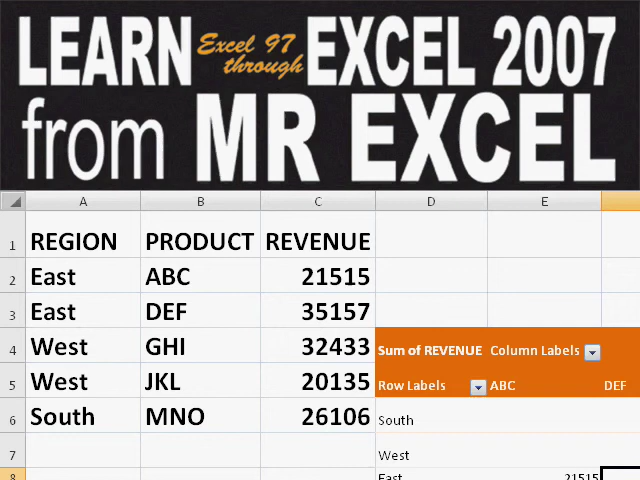 LEARN Excel 97 through EXCEL 2007
from MR EXCEL
A B C D E
1 REGION PRODUCT REVENUE
2 East ABC 21515
3 East DEF 35157
4 West GHI 32433 Sum of REVENUE Column Labels
5 West JKL 20135 Row Labels ABC DEF
6 South MNO 26106 South
7 West
8 East 21515